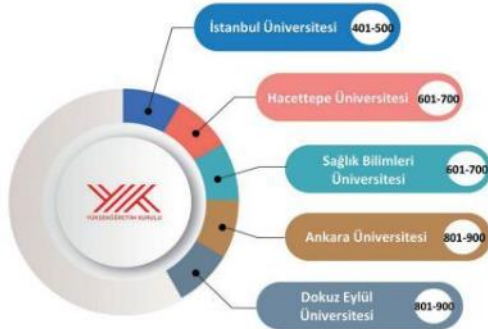 İstanbul Üniversitesi 401-500
Hacettepe Üniversitesi 601-700
Sağlık Bilimleri
Üniversitesi 601-700
YÜKSEKÖĞRETİM KURULU
Ankara Üniversitesi 801-900
Dokuz Eylül
Üniversitesi 801-900